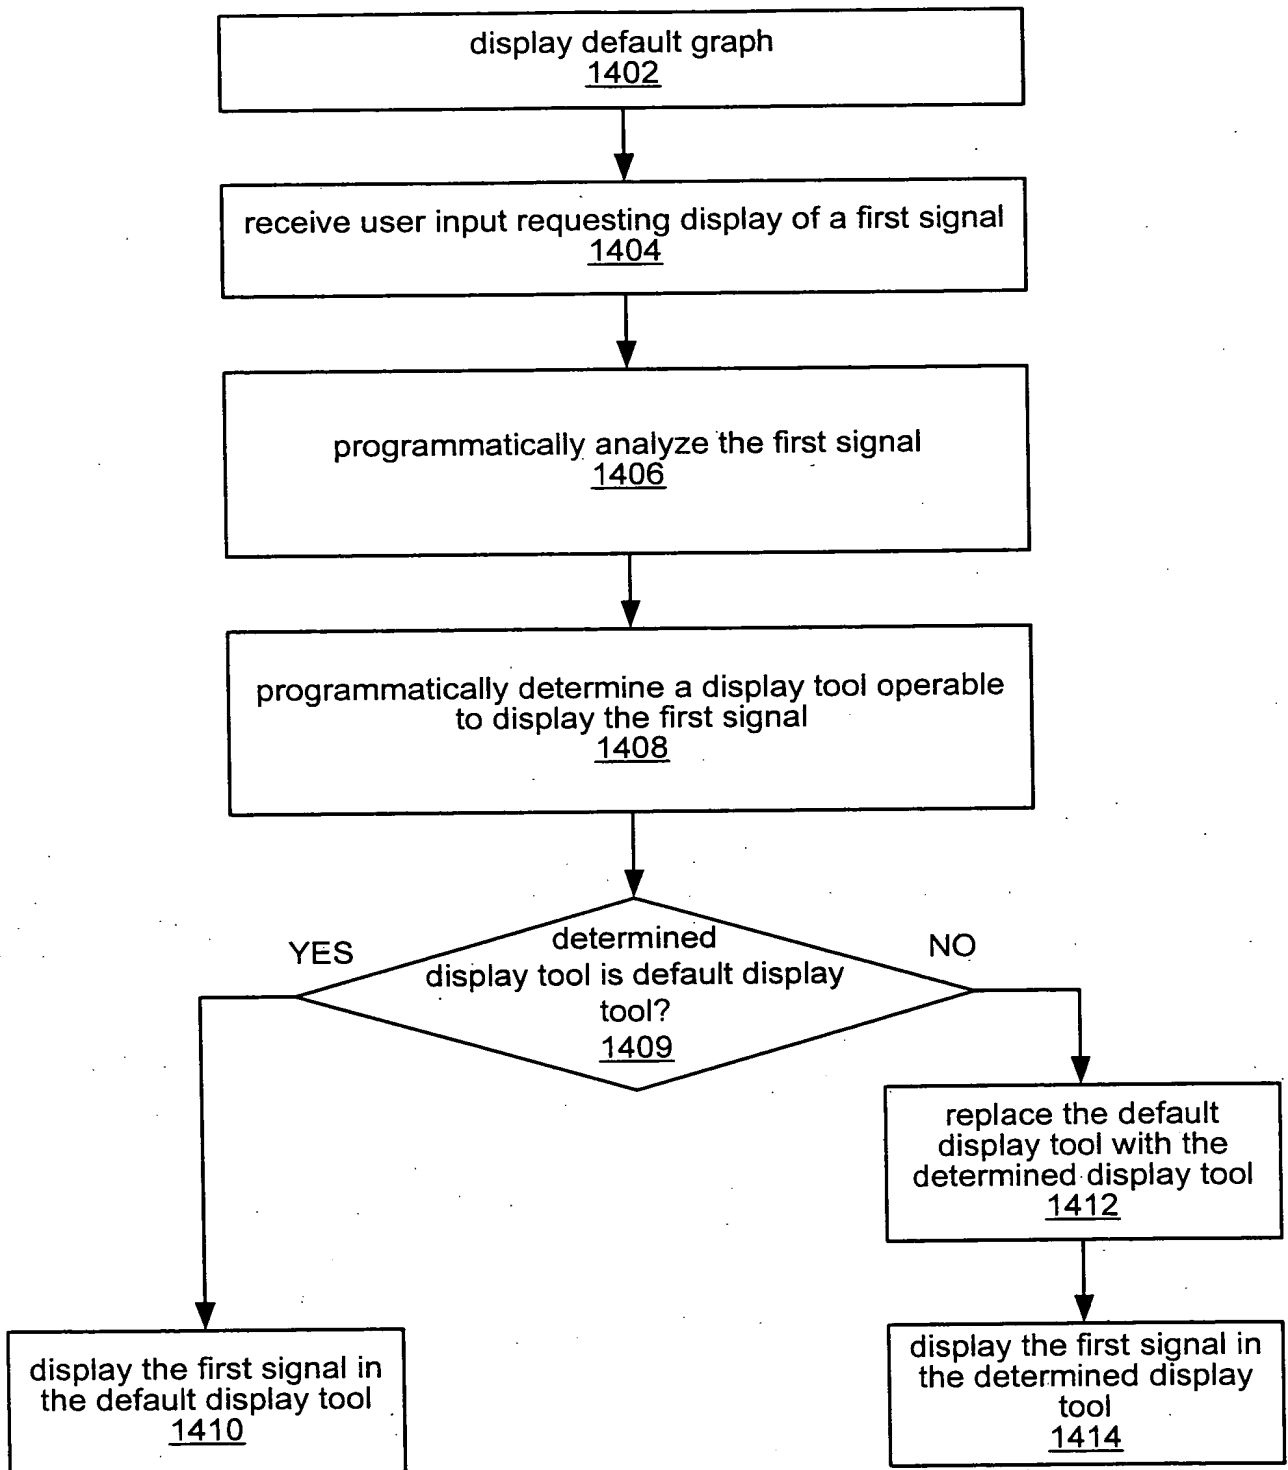 display default graph
1402
receive user input requesting display of a first signal
1404
programmatically analyze the first signal
1406
programmatically determine a display tool operable
to display the first signal
1408
YES
NO
determined
display tool is default display
tool?
1409
replace the default
display tool with the
determined display tool
1412
display the first signal in
the default display tool
1410
display the first signal in
the determined display
tool
1414